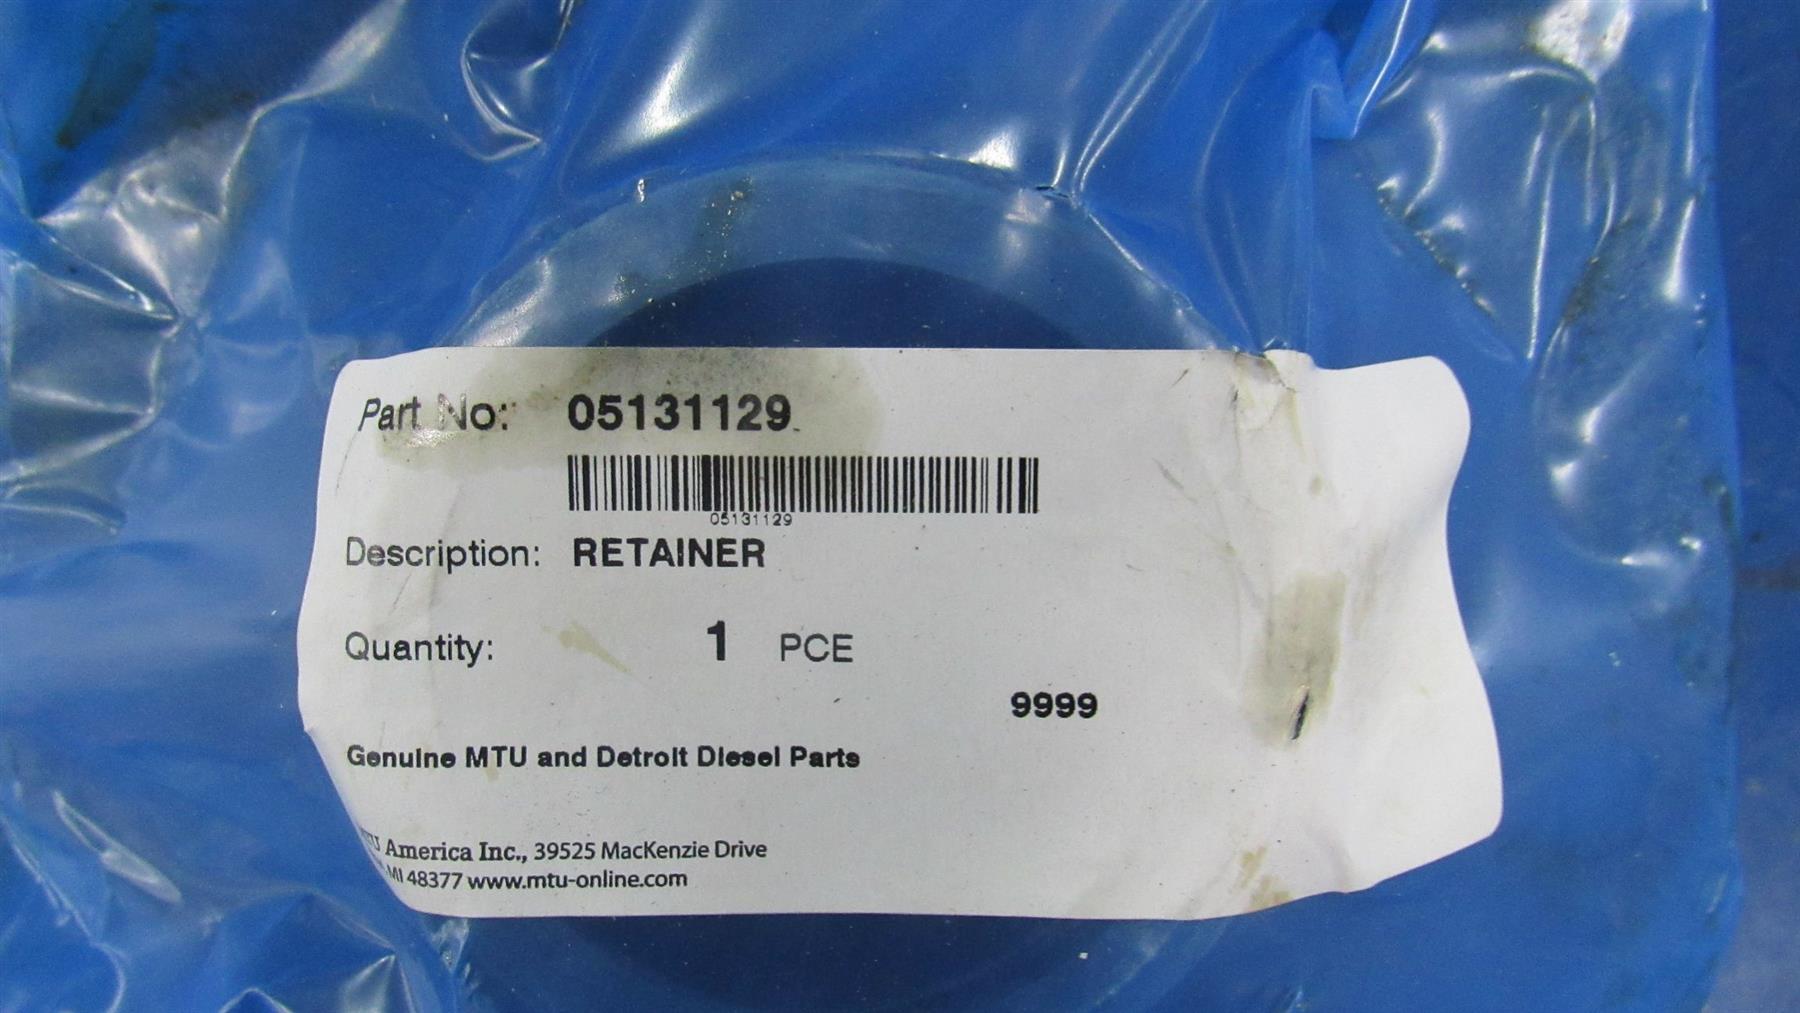 Part No: 05131129
05131129
Description: RETAINER
Quantity: 1 PCE
9999
Genuine MTU and Detroit Diesel Parts
America Inc., 39525 MacKenzie Drive
MI 48377 www.mtu-online.com